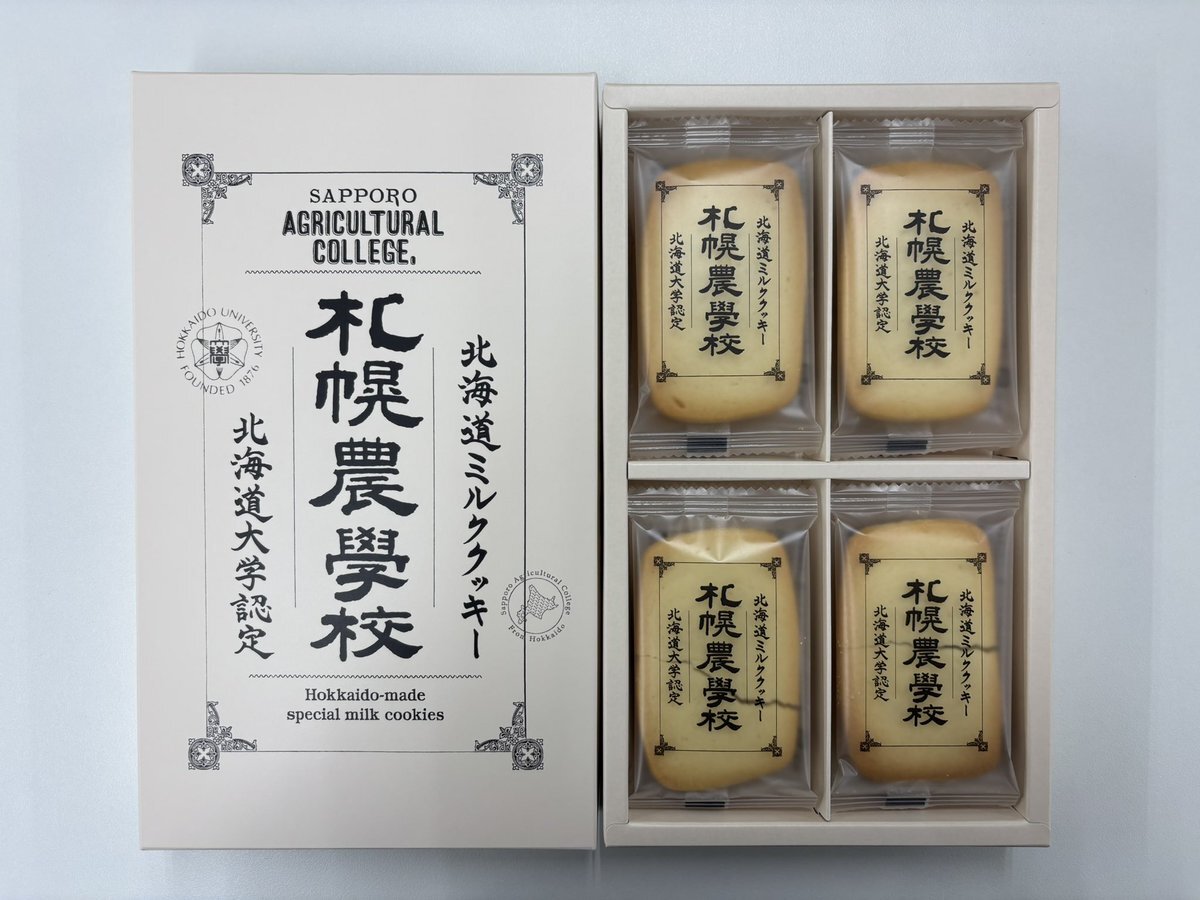 SAPPORO
AGRICULTURAL
COLLEGE.
北海道ミルククッキー
札幌農學校
北海道大学認定
HOKKAIDO UNIVERSITY
FOUNDED 1876
學
Sapporo Agricultural College
From Hokkaido
Hokkaido-made
special milk cookies
北海道ミルククッキー
札幌農學校
北海道大学認定
北海道ミルククッキー
札幌農學校
北海道大学認定
北海道ミルククッキー
札幌農學校
北海道大学認定
北海道ミルククッキー
札幌農學校
北海道大学認定